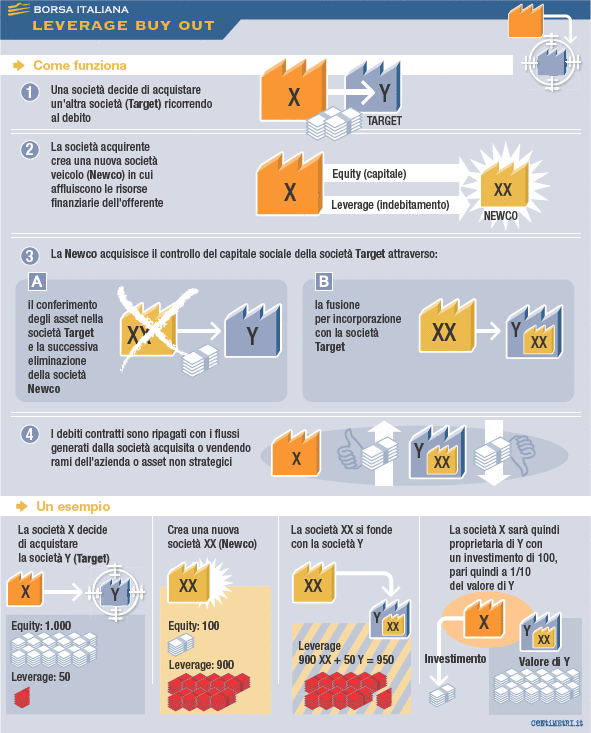 BORSA ITALIANA
LEVERAGE BUY OUT
Come funziona
1
Una società decide di acquistare
un'altra società (Target) ricorrendo
al debito
X
Y
TARGET
2
La società acquirente
crea una nuova società
veicolo (Newco) in cui
affluiscono le risorse
finanziarie dell'offerente
X
Equity (capitale)
Leverage (indebitamento)
XX
NEWCO
3
La Newco acquisisce il controllo del capitale sociale della società Target attraverso:
A
il conferimento
degli asset nella
società Target
e la successiva
eliminazione
della società
Newco
XX
Y
B
la fusione
per incorporazione
con la società
Target
XX
Y
XX
4
I debiti contratti sono ripagati con i flussi
generati dalla società acquisita o vendendo
rami dell'azienda o asset non strategici
X
Y
XX
Un esempio
La società X decide
di acquistare
la società Y (Target)
X
Y
Equity: 1.000
Leverage: 50
Crea una nuova
società XX (Newco)
XX
Equity: 100
Leverage: 900
La società XX si fonde
con la società Y
XX
Y
XX
Leverage
900 XX + 50 Y = 950
La società X sarà quindi
proprietaria di Y con
un investimento di 100,
pari quindi a 1/10
del valore di Y
X
Y
XX
Investimento
Valore di Y
CENTIMETRI.it